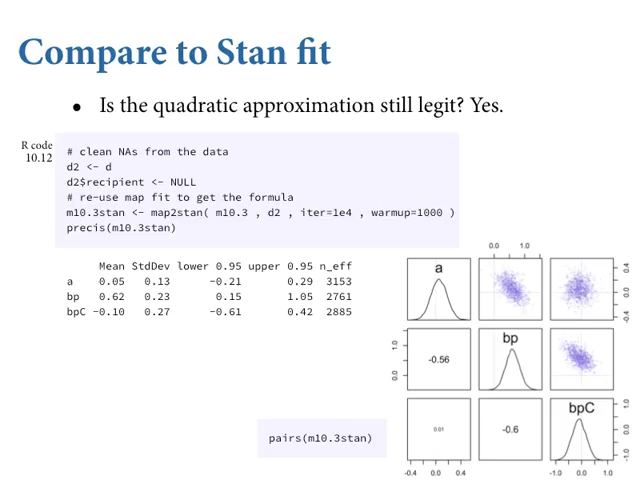 Compare to Stan fit
• Is the quadratic approximation still legit? Yes.
R code
10.12
# clean NAs from the data
d2 <- d
d2$recipient <- NULL
# re-use map fit to get the formula
m10.3stan <- map2stan( m10.3 , d2 , iter=1e4 , warmup=1000 )
precis(m10.3stan)
Mean StdDev lower 0.95 upper 0.95 n_eff
a 0.05 0.13 -0.21 0.29 3153
bp 0.62 0.23 0.15 1.05 2761
bpC -0.10 0.27 -0.61 0.42 2885
0.0 1.0
a
0.4
0.0
-0.4
1.0
0.0
-0.56
bp
0.01
-0.6
bpC
1.0
0.0
-1.0
pairs(m10.3stan)
-0.4 0.0 0.4
-1.0 0.0 1.0